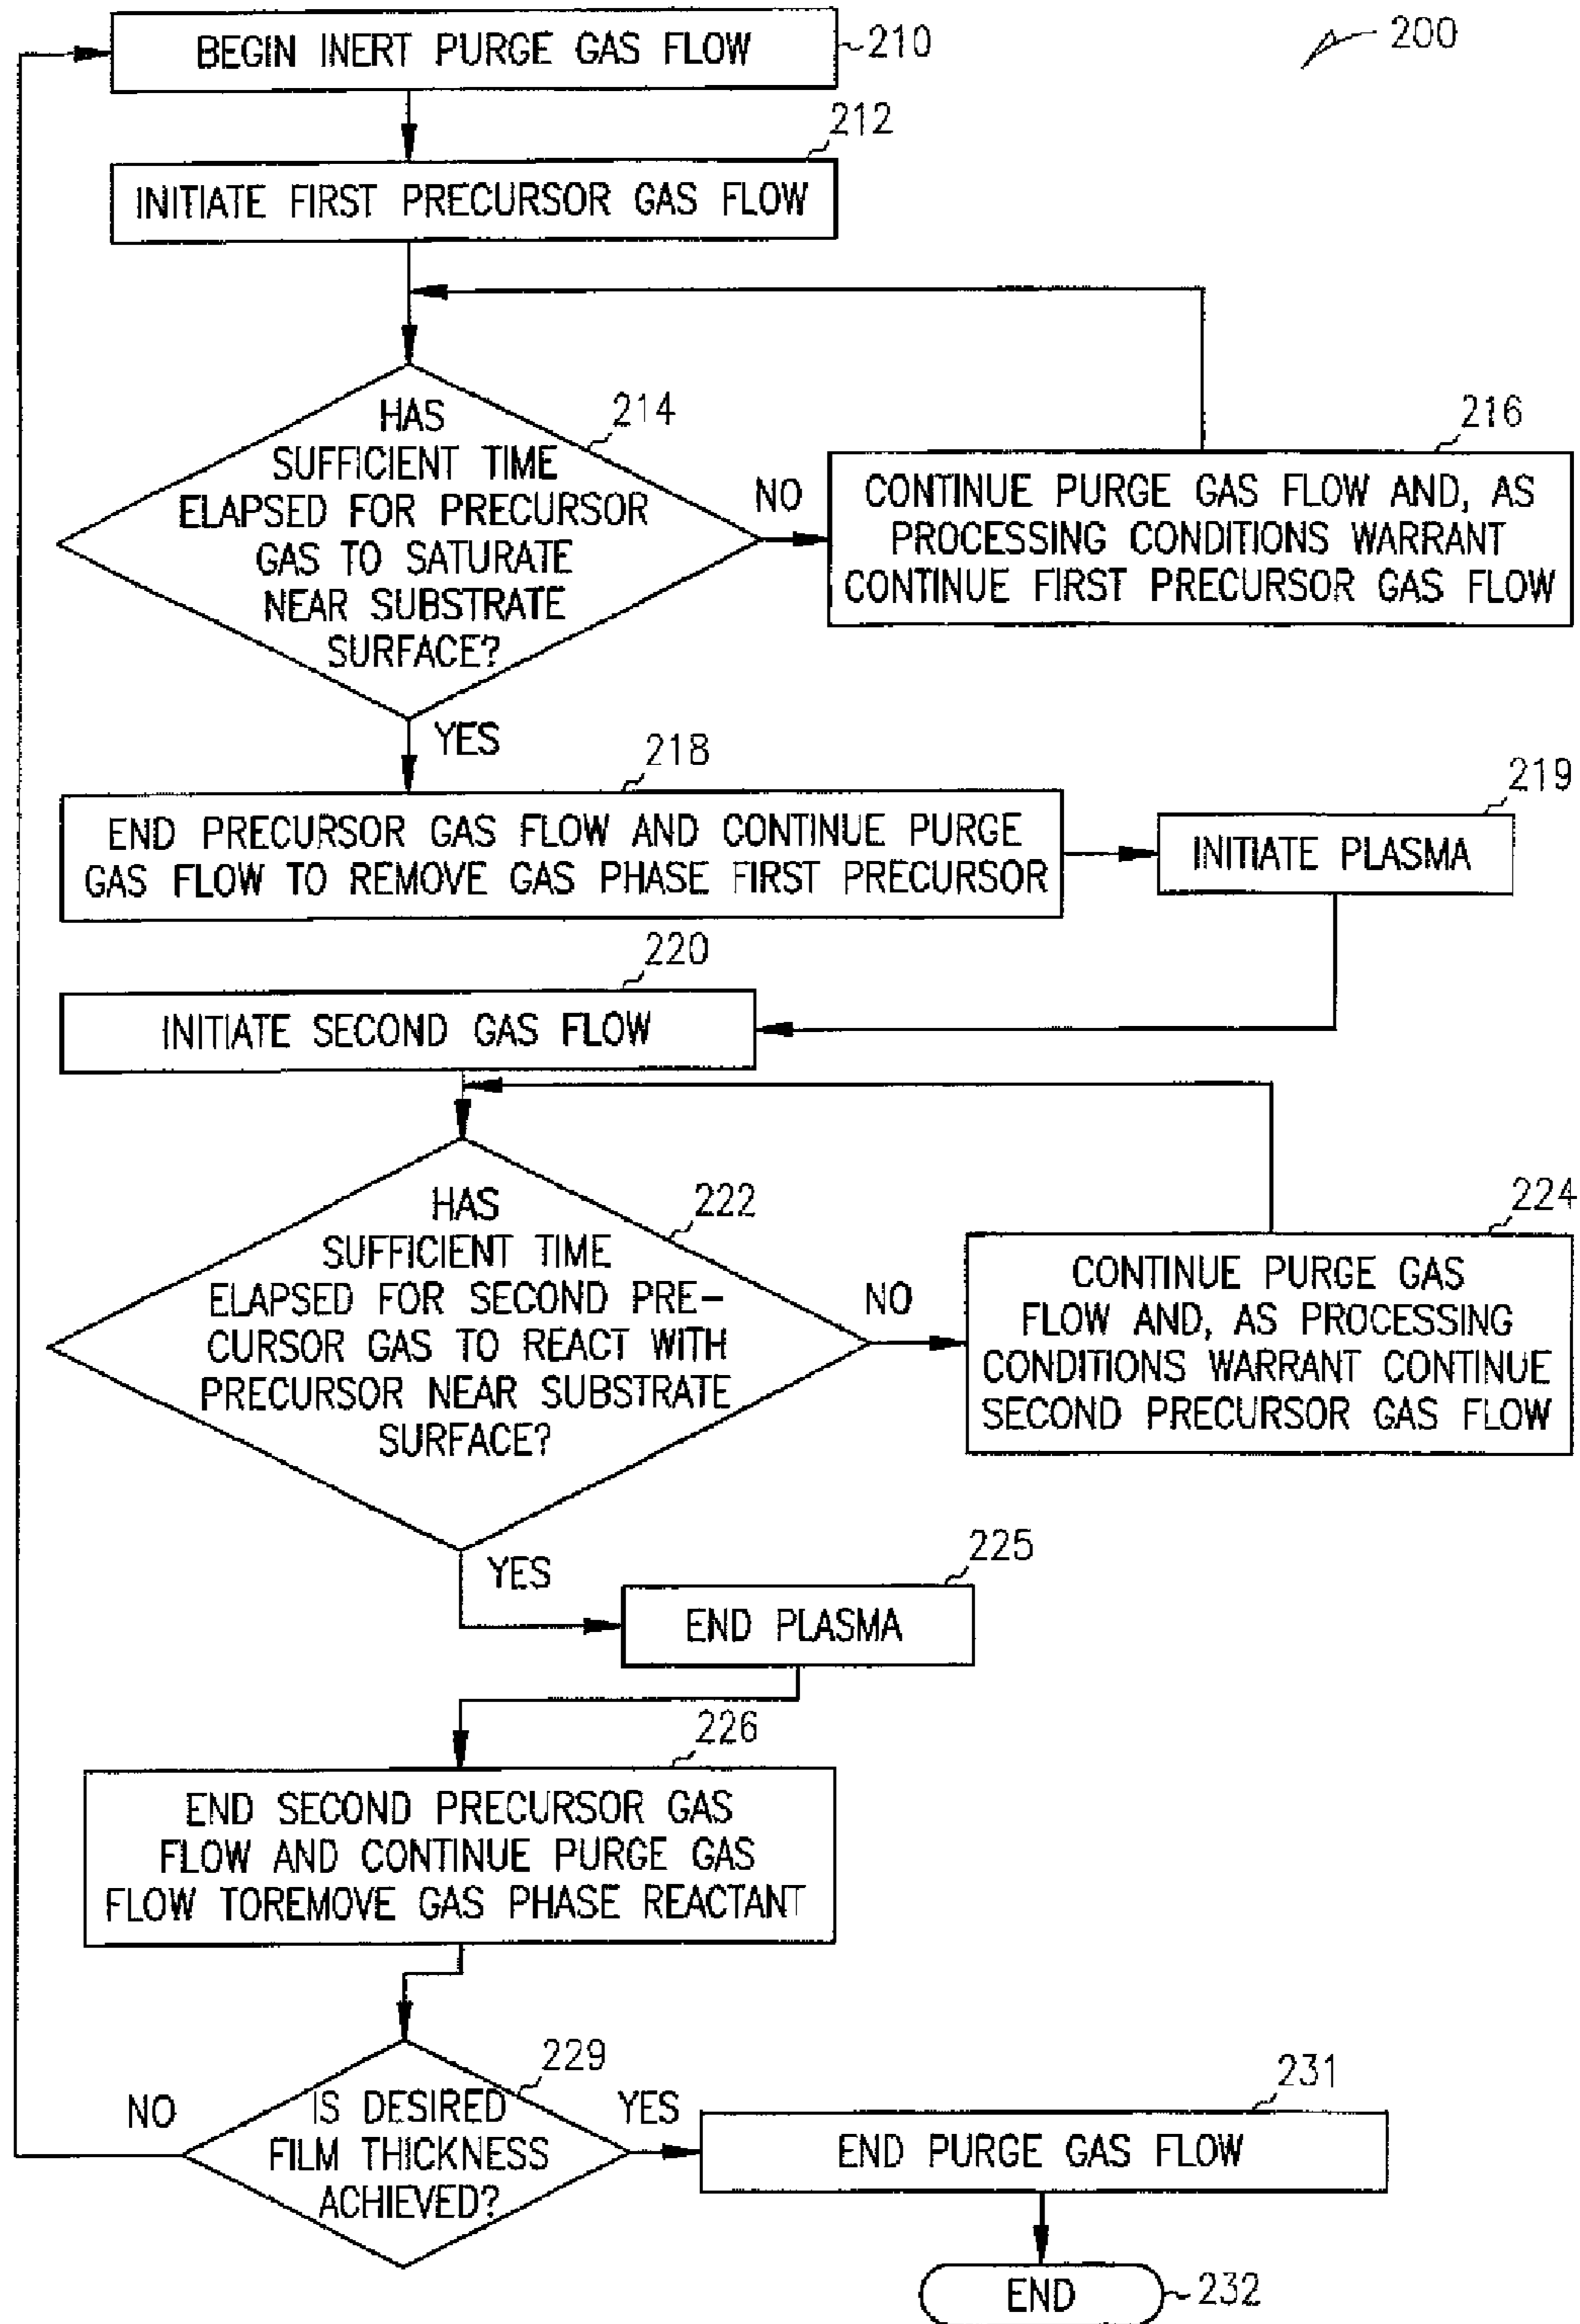 200
BEGIN INERT PURGE GAS FLOW
210
212
INITIATE FIRST PRECURSOR GAS FLOW
HAS
SUFFICIENT TIME
ELAPSED FOR PRECURSOR
GAS TO SATURATE
NEAR SUBSTRATE
SURFACE?
214
NO
216
CONTINUE PURGE GAS FLOW AND, AS
PROCESSING CONDITIONS WARRANT
CONTINUE FIRST PRECURSOR GAS FLOW
YES
218
END PRECURSOR GAS FLOW AND CONTINUE PURGE
GAS FLOW TO REMOVE GAS PHASE FIRST PRECURSOR
219
INITIATE PLASMA
220
INITIATE SECOND GAS FLOW
HAS
SUFFICIENT TIME
ELAPSED FOR SECOND PRE-
CURSOR GAS TO REACT WITH
PRECURSOR NEAR SUBSTRATE
SURFACE?
222
NO
224
CONTINUE PURGE GAS
FLOW AND, AS PROCESSING
CONDITIONS WARRANT CONTINUE
SECOND PRECURSOR GAS FLOW
YES
225
END PLASMA
226
END SECOND PRECURSOR GAS
FLOW AND CONTINUE PURGE GAS
FLOW TOREMOVE GAS PHASE REACTANT
229
NO
IS DESIRED
FILM THICKNESS
ACHIEVED?
YES
231
END PURGE GAS FLOW
END
232